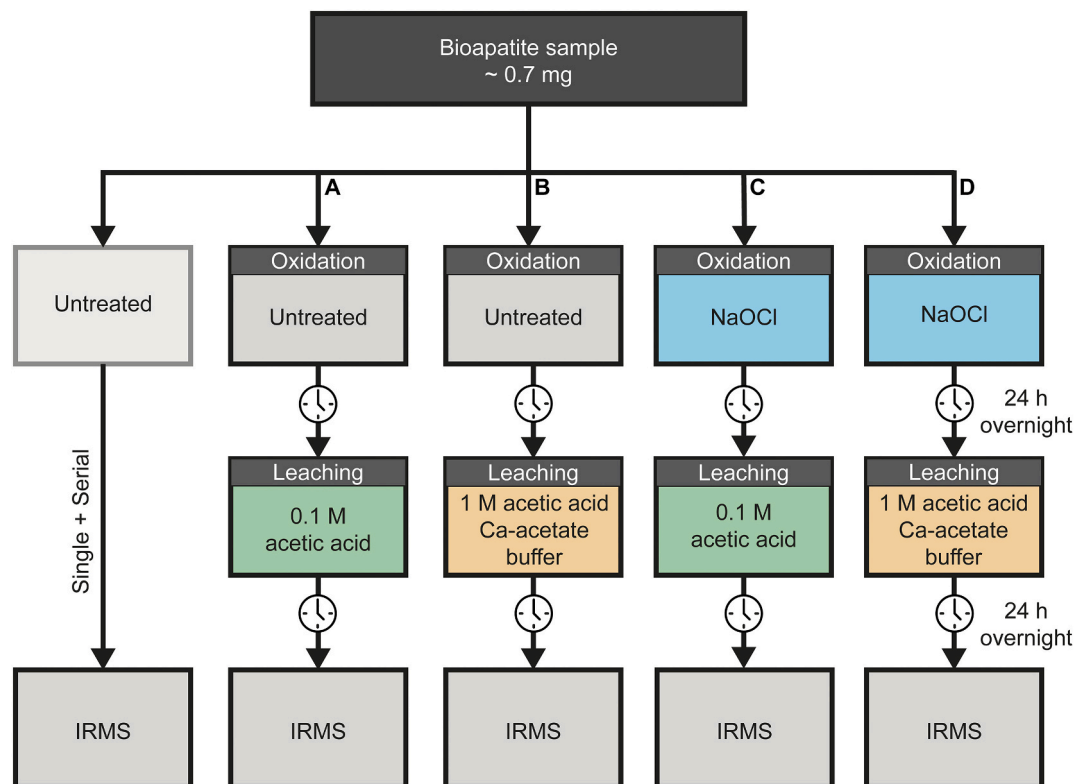 Bioapatite sample
~ 0.7 mg
A
B
C
D
Untreated
Oxidation
Untreated
Oxidation
Untreated
Oxidation
NaOCl
Oxidation
NaOCl
24 h
overnight
Single + Serial
Leaching
0.1 M
acetic acid
Leaching
1 M acetic acid
Ca-acetate
buffer
Leaching
0.1 M
acetic acid
Leaching
1 M acetic acid
Ca-acetate
buffer
24 h
overnight
IRMS
IRMS
IRMS
IRMS
IRMS